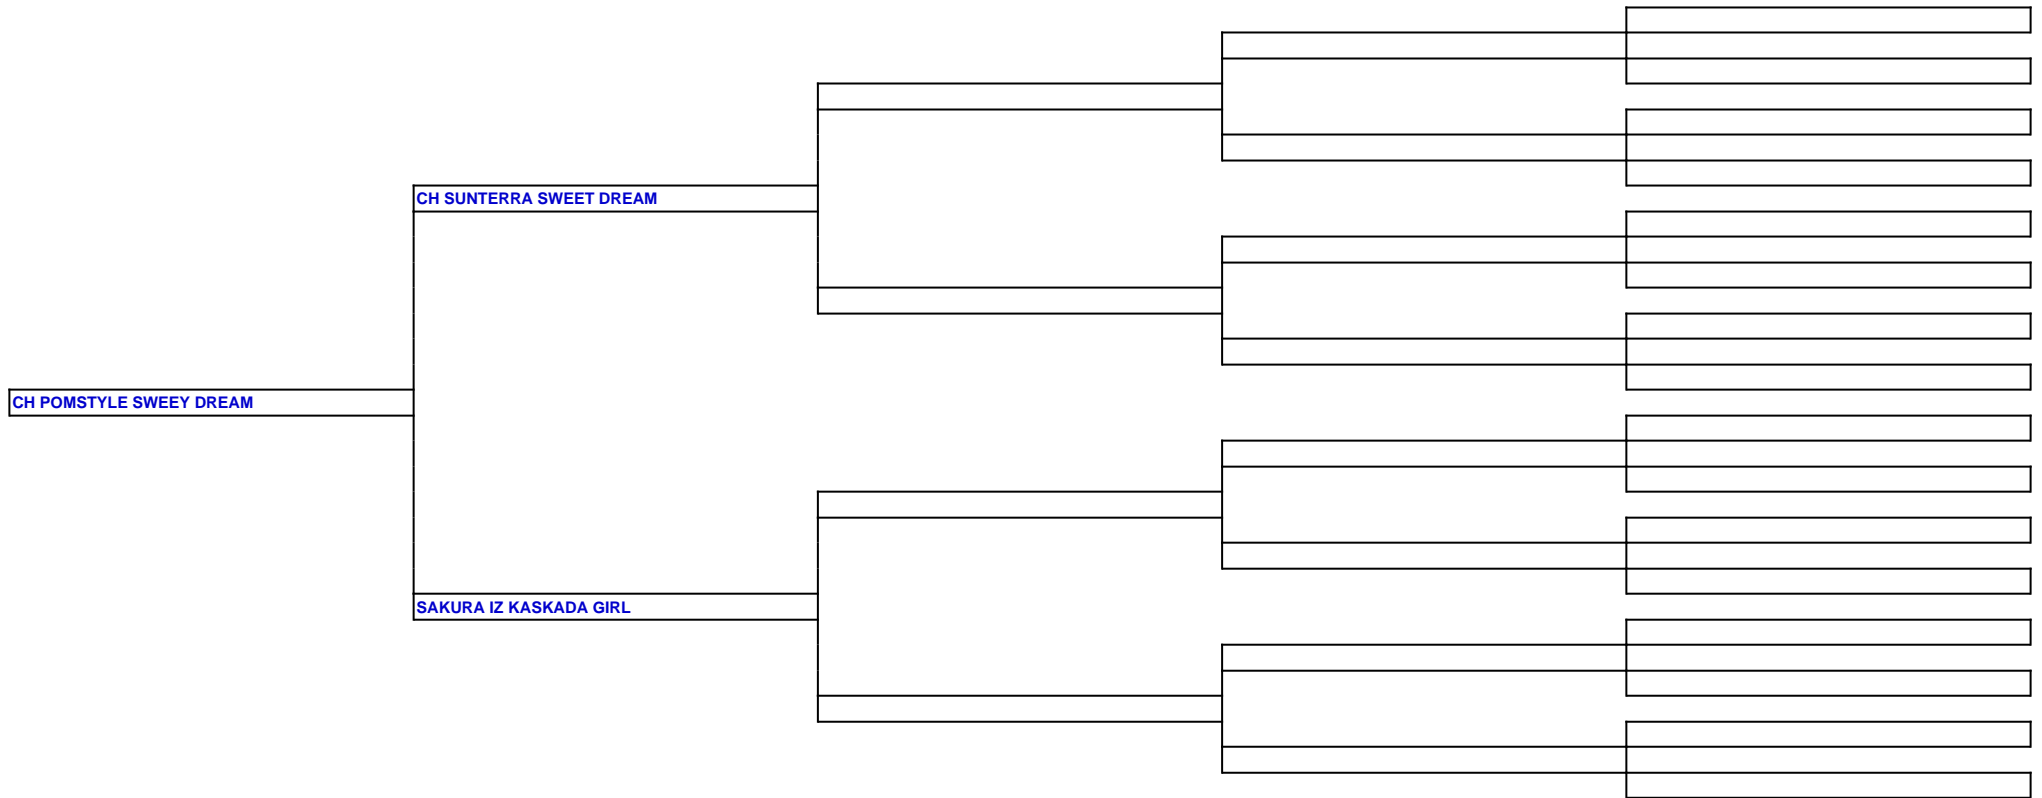 CH SUNTERRA SWEET DREAM
CH POMSTYLE SWEEY DREAM
SAKURA IZ KASKADA GIRL